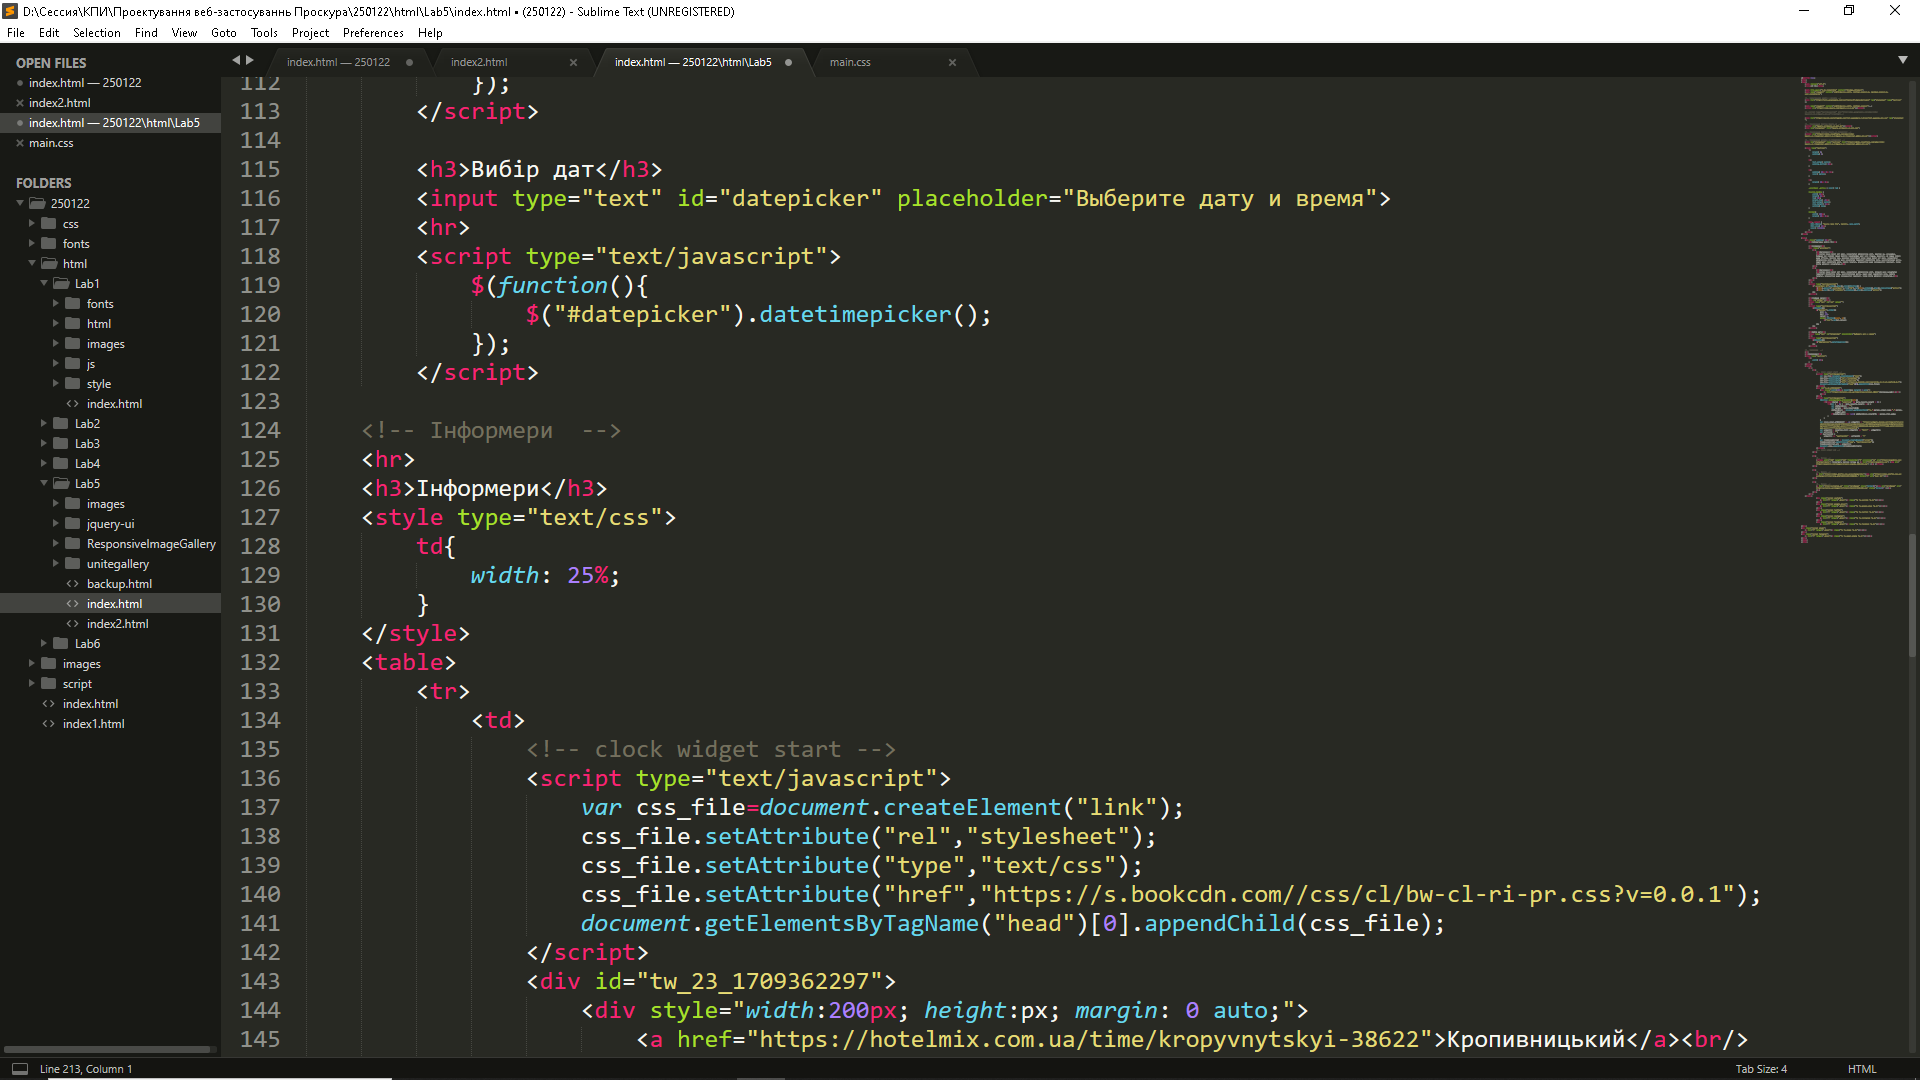 D:\Сессия\КПИ\Проектування веб-застосуваннь Проскура\250122\html\Lab5\index.html • (250122) - Sublime Text (UNREGISTERED)
File Edit Selection Find View Goto Tools Project Preferences Help
OPEN FILES
index.html — 250122
index2.html
index.html — 250122\html\Lab5
main.css
FOLDERS
250122
css
fonts
html
Lab1
fonts
html
images
js
style
index.html
Lab2
Lab3
Lab4
Lab5
images
jquery-ui
ResponsiveImageGallery
unitegallery
backup.html
index.html
index2.html
Lab6
images
script
index.html
index1.html
index.html — 250122
index2.html
index.html — 250122\html\Lab5
main.css
112 });
113 </script>
114
115 <h3>Вибір дат</h3>
116 <input type="text" id="datepicker" placeholder="Выберите дату и время">
117 <hr>
118 <script type="text/javascript">
119 $(function(){
120 $("#datepicker").datetimepicker();
121 });
122 </script>
123
124 <!-- Інформери  -->
125 <hr>
126 <h3>Інформери</h3>
127 <style type="text/css">
128 td{
129 width: 25%;
130 }
131 </style>
132 <table>
133 <tr>
134 <td>
135 <!-- clock widget start -->
136 <script type="text/javascript">
137 var css_file=document.createElement("link");
138 css_file.setAttribute("rel","stylesheet");
139 css_file.setAttribute("type","text/css");
140 css_file.setAttribute("href","https://s.bookcdn.com//css/cl/bw-cl-ri-pr.css?v=0.0.1");
141 document.getElementsByTagName("head")[0].appendChild(css_file);
142 </script>
143 <div id="tw_23_1709362297">
144 <div style="width:200px; height:px; margin: 0 auto;">
145 <a href="https://hotelmix.com.ua/time/kropyvnytskyi-38622">Кропивницький</a><br/>
Line 213, Column 1
Tab Size: 4
HTML